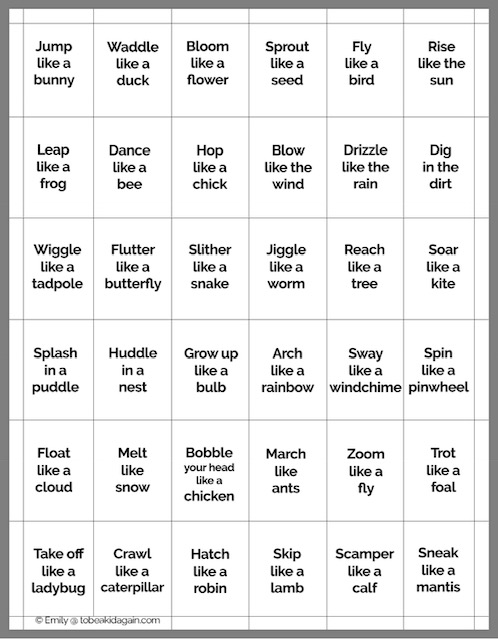 Jump
like a
bunny
Waddle
like a
duck
Bloom
like a
flower
Sprout
like a
seed
Fly
like a
bird
Rise
like the
sun
Leap
like a
frog
Dance
like a
bee
Hop
like a
chick
Blow
like the
wind
Drizzle
like the
rain
Dig
in the
dirt
Wiggle
like a
tadpole
Flutter
like a
butterfly
Slither
like a
snake
Jiggle
like a
worm
Reach
like a
tree
Soar
like a
kite
Splash
in a
puddle
Huddle
in a
nest
Grow up
like a
bulb
Arch
like a
rainbow
Sway
like a
windchime
Spin
like a
pinwheel
Float
like a
cloud
Melt
like
snow
Bobble
your head
like a
chicken
March
like
ants
Zoom
like a
fly
Trot
like a
foal
Take off
like a
ladybug
Crawl
like a
caterpillar
Hatch
like a
robin
Skip
like a
lamb
Scamper
like a
calf
Sneak
like a
mantis
© Emily @ tobeakidagain.com